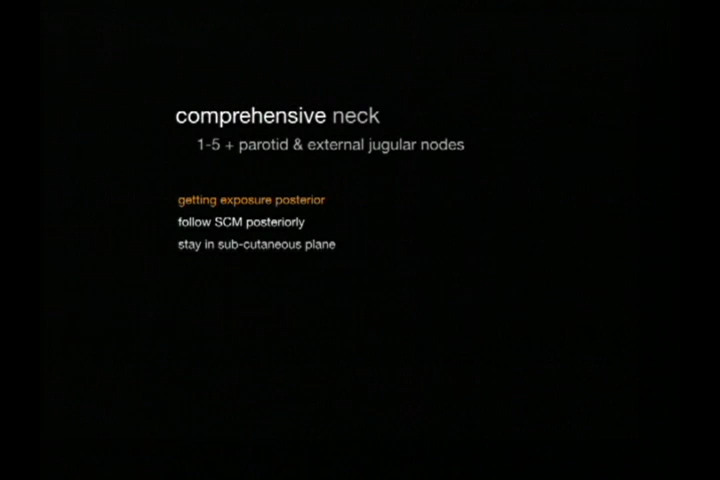 comprehensive neck
1-5 + parotid & external jugular nodes
getting exposure posterior
follow SCM posteriorly
stay in sub-cutaneous plane